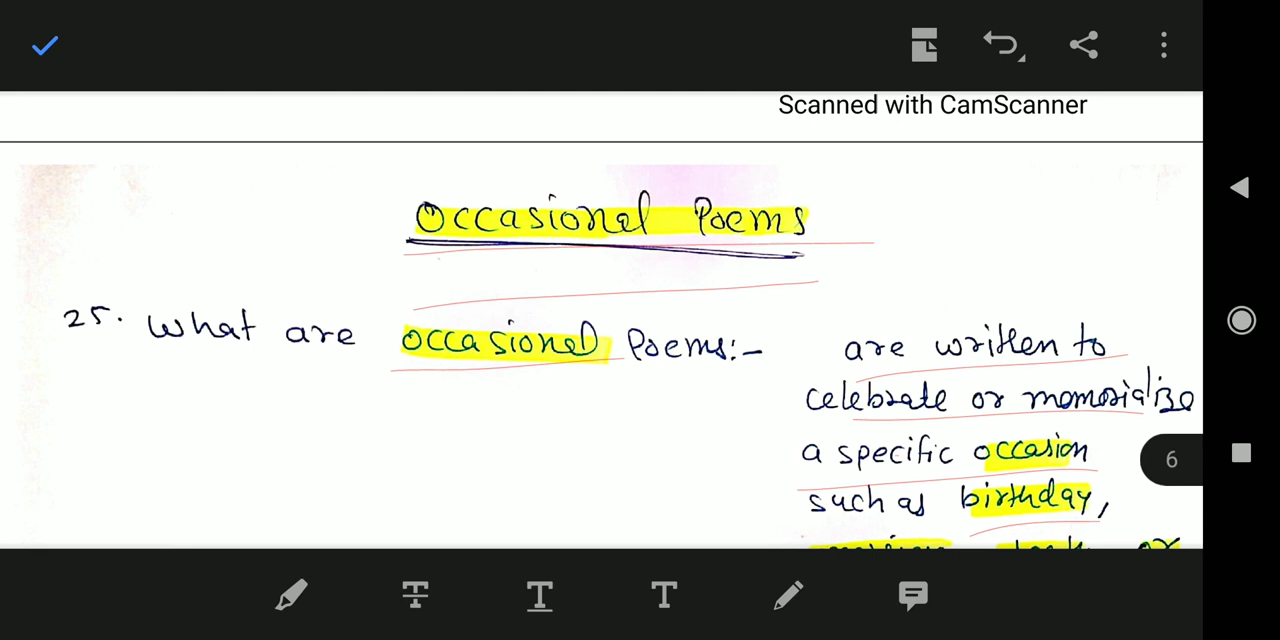 Scanned with CamScanner
Occasional Poems
25. What are occasional Poems:- are written to
celebrate or memorialize
a specific occasion
such as birthday,
or
6
T T T